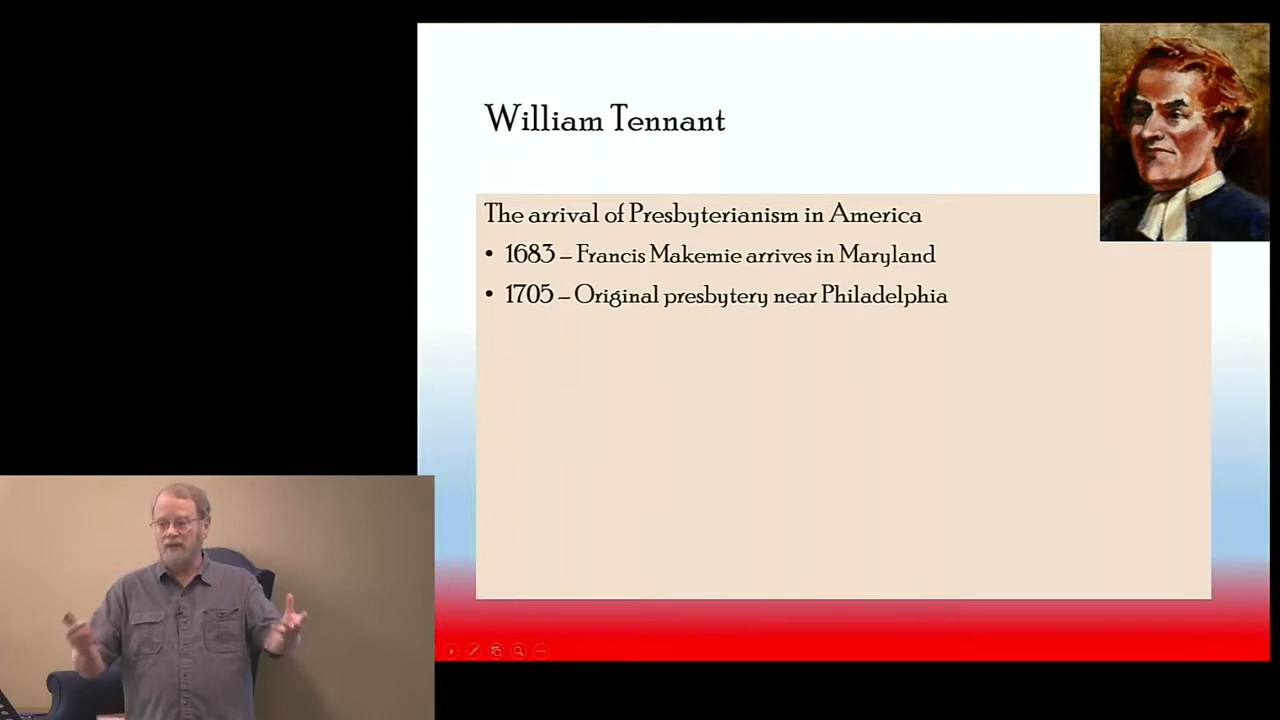 William Tennant
The arrival of Presbyterianism in America
• 1683 – Francis Makemie arrives in Maryland
• 1705 – Original presbytery near Philadelphia